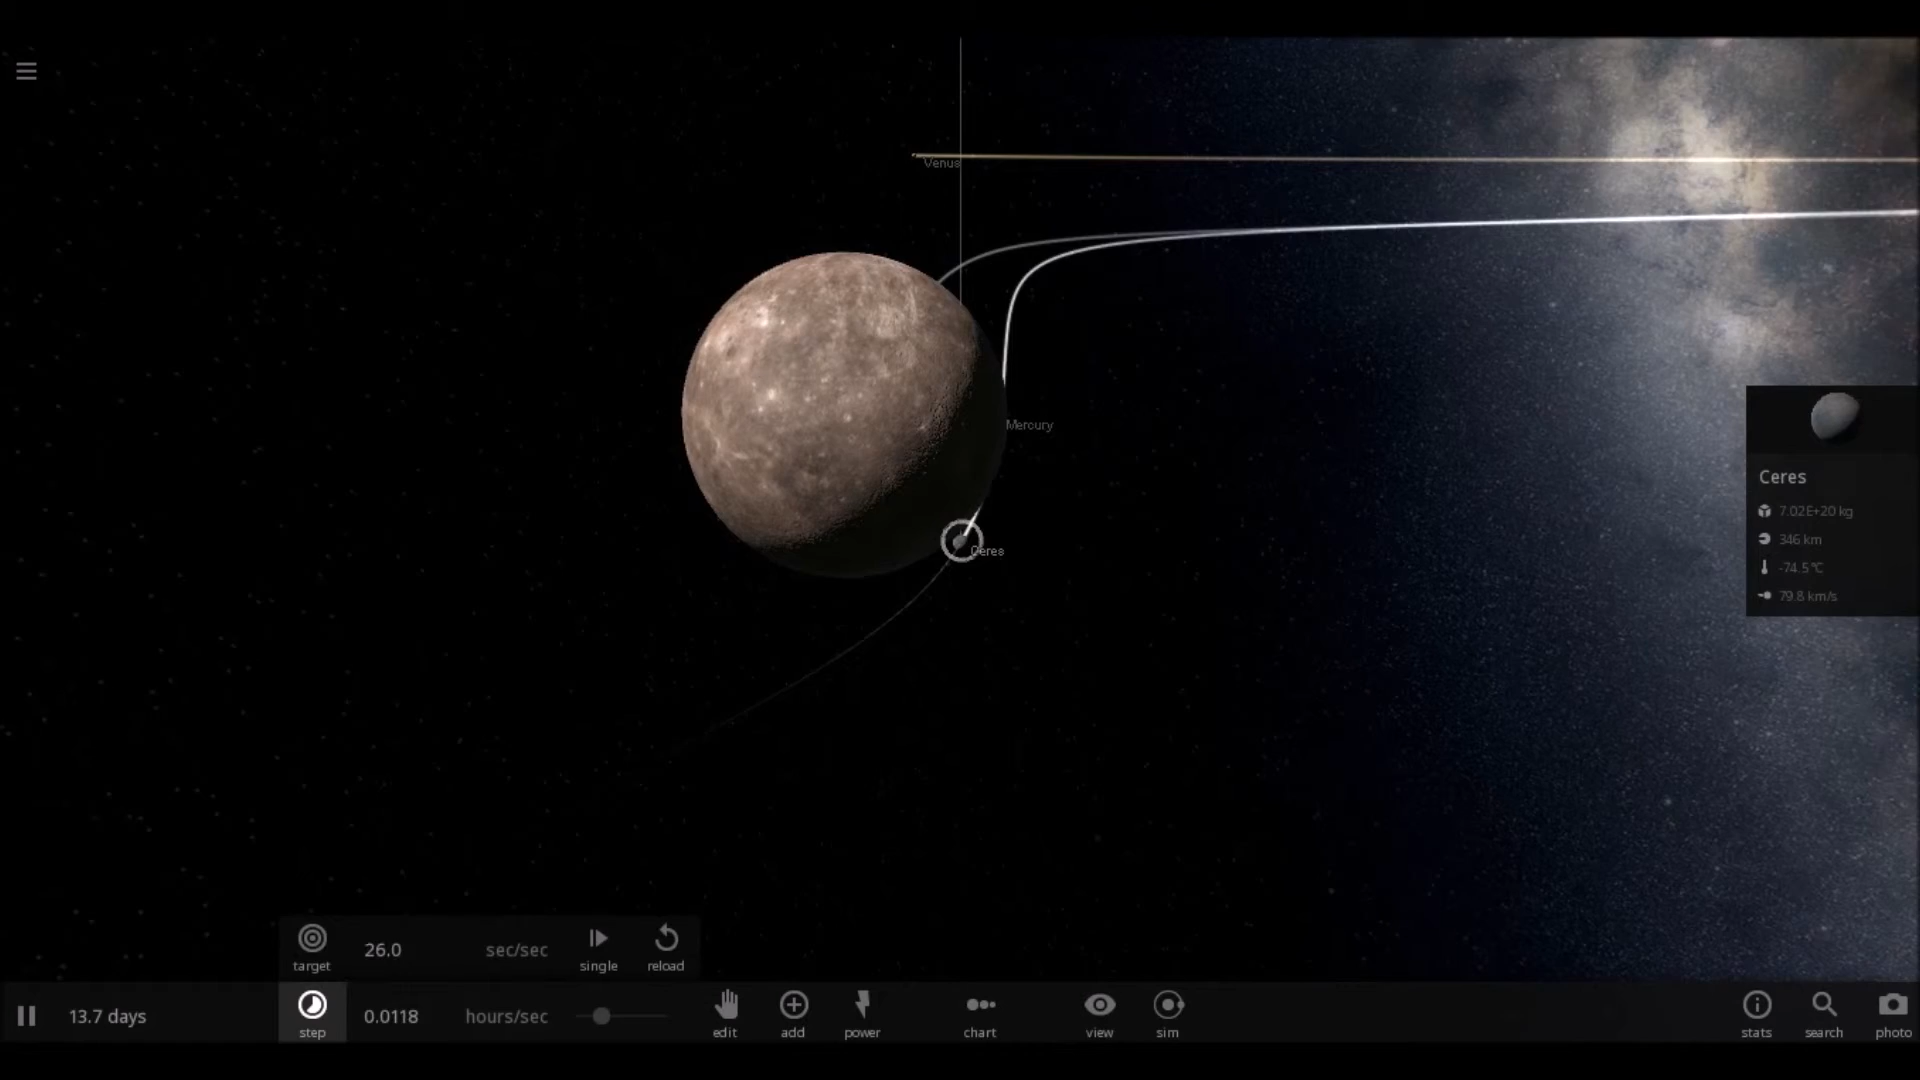 Venus
Mercury
Ceres
Ceres
7.02E+20 kg
346 km
-74.5°C
79.8 km/s
26.0 sec/sec
target single reload
13.7 days 0.0118 hours/sec
step edit add power chart view sim stats search photo